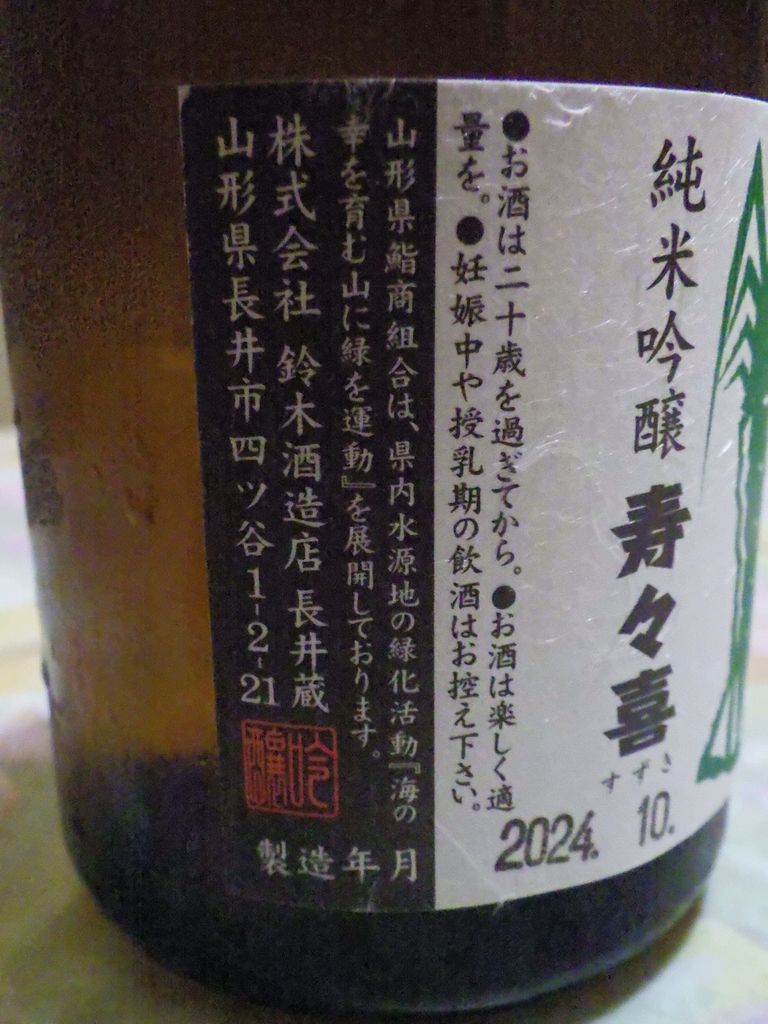 純米吟醸 寿々喜
すずき
●お酒は二十歳を過ぎてから。●お酒は楽しく適
量を。●妊娠中や授乳期の飲酒はお控え下さい。
山形県鮨商組合は、県内水源地の緑化活動『海の
幸を育む山に緑を運動』を展開しております。
株式会社 鈴木酒造店 長井蔵
山形県長井市四ツ谷1-2-21
吟醸
製造年月
2024. 10.